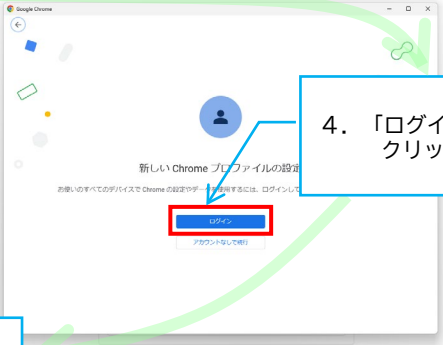 Google Chrome
4. 「ログイ
クリッ
新しい Chrome プロファイルの設定
お使いのすべてのデバイスで Chrome の設定やデータを使用するには、ログインして
ログイン
アカウントなしで続行